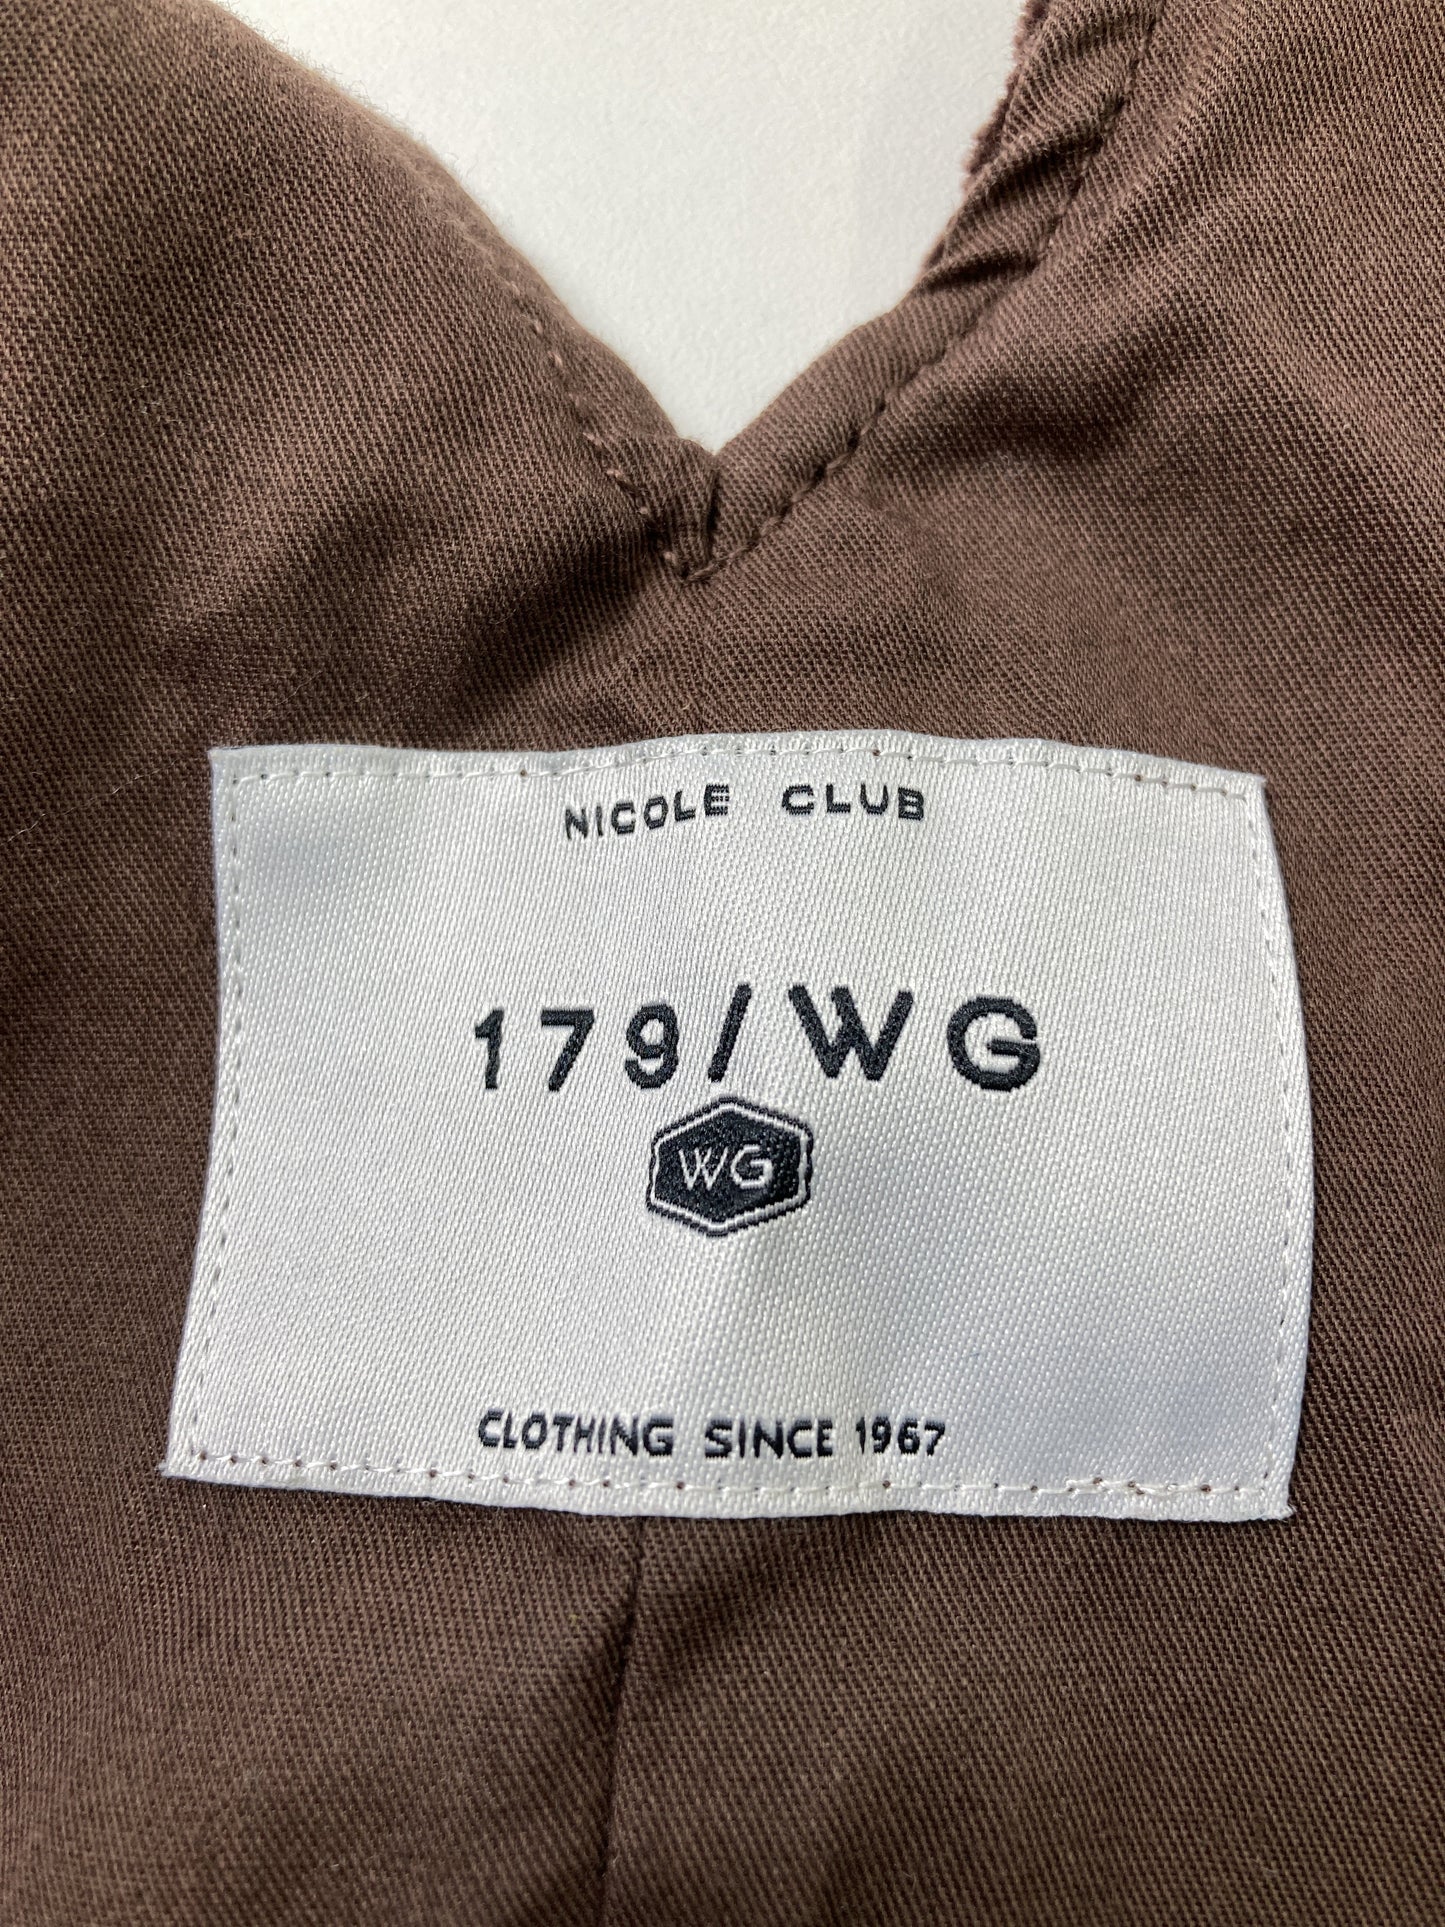 NICOLE CLUB
179/WG
WG
CLOTHING SINCE 1967